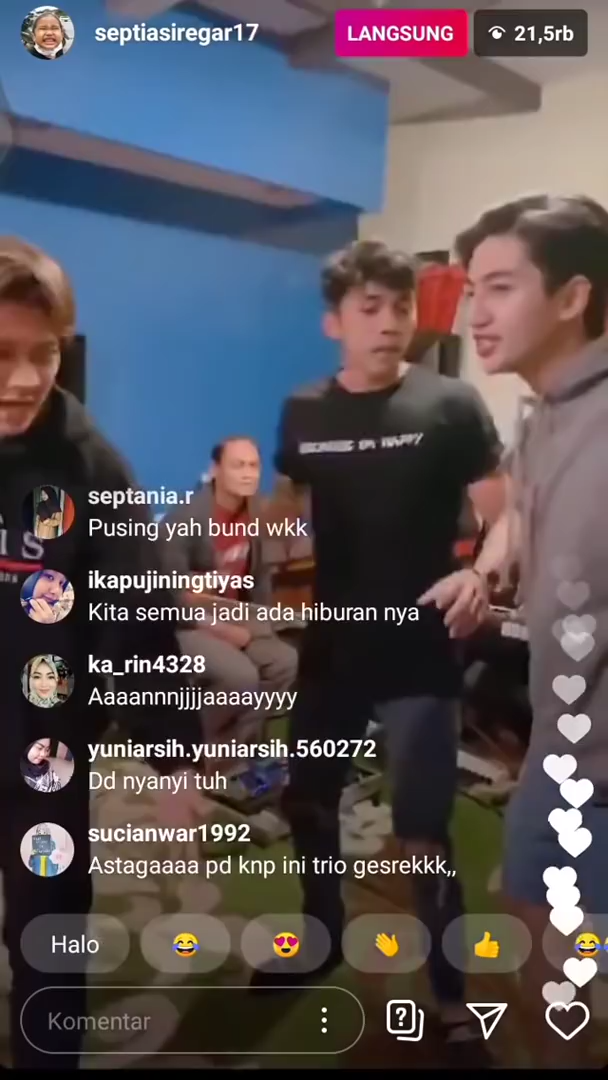 septiasiregar17
LANGSUNG
21,5rb
septania.r
Pusing yah bund wkk
ikapujiningtiyas
Kita semua jadi ada hiburan nya
ka_rin4328
Aaaannnjjjjaaaayyyy
yuniarsih.yuniarsih.560272
Dd nyanyi tuh
sucianwar1992
Astagaaaa pd knp ini trio gesrekkk,,
Halo
Komentar